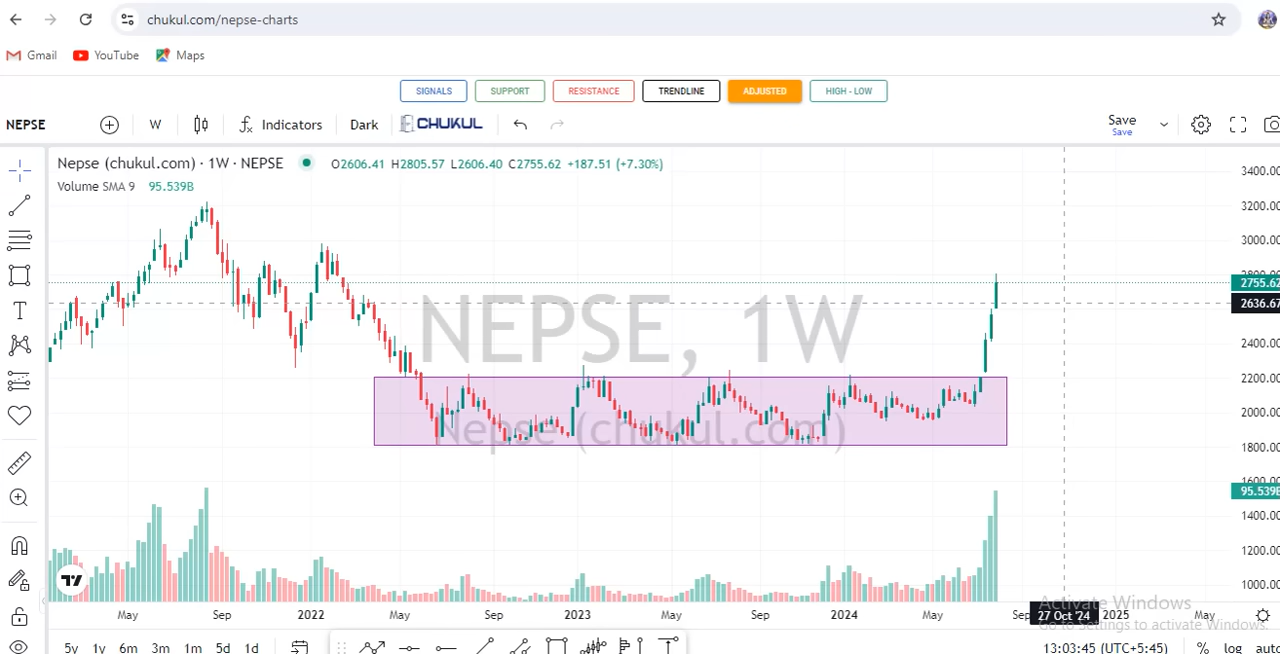 chukul.com/nepse-charts
Gmail YouTube Maps
SIGNALS SUPPORT RESISTANCE TRENDLINE ADJUSTED HIGH - LOW
NEPSE W Indicators Dark CHUKUL Save
Save
Nepse (chukul.com) · 1W · NEPSE O2606.41 H2805.57 L2606.40 C2755.62 +187.51 (+7.30%)
Volume SMA 9 95.539B
NEPSE, 1W
Nepse (chukul.com)
3400.00
3200.00
3000.00
2800.00
2755.62
2636.67
2400.00
2200.00
2000.00
1800.00
1600.00
95.539B
1400.00
1200.00
1000.00
May Sep 2022 May Sep 2023 May Sep 2024 May Sep 27 Oct '24 2025 May
Activate Windows
Go to Settings to activate Windows.
5y 1y 6m 3m 1m 5d 1d 13:03:45 (UTC+5:45) % log auto